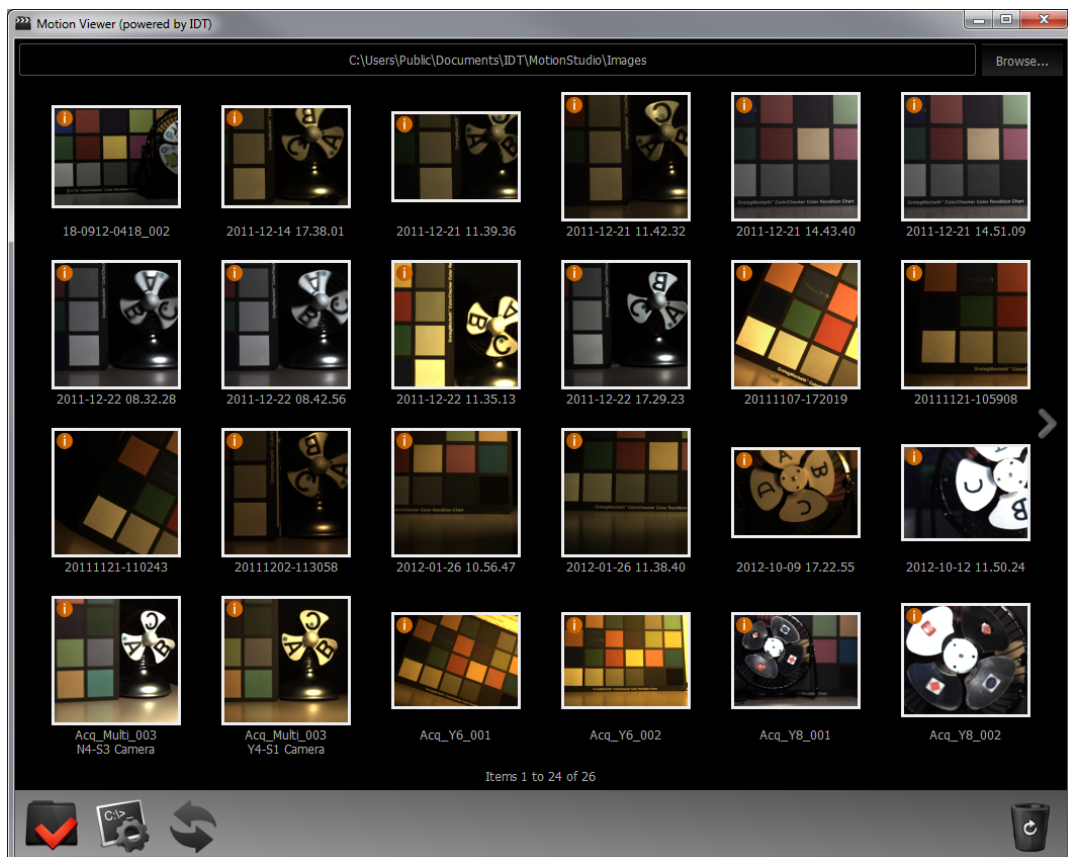 Motion Viewer (powered by IDT)
C:\Users\Public\Documents\IDT\MotionStudio\Images
Browse...
18-0912-0418_002
2011-12-14 17.38.01
2011-12-21 11.39.36
2011-12-21 11.42.32
2011-12-21 14.43.40
2011-12-21 14.51.09
2011-12-22 08.32.28
2011-12-22 08.42.56
2011-12-22 11.35.13
2011-12-22 17.29.23
20111107-172019
20111121-105908
20111121-110243
20111202-113058
2012-01-26 10.56.47
2012-01-26 11.38.40
2012-10-09 17.22.55
2012-10-12 11.50.24
Acq_Multi_003
N4-S3 Camera
Acq_Multi_003
Y4-S1 Camera
Acq_Y6_001
Acq_Y6_002
Acq_Y8_001
Acq_Y8_002
Items 1 to 24 of 26
C:\>_